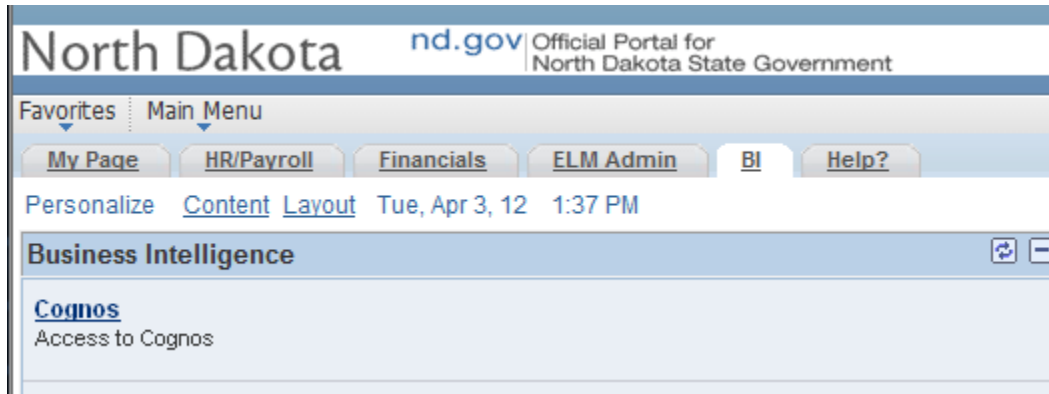 North Dakota nd.gov Official Portal for
North Dakota State Government
Favorites Main Menu
My Page HR/Payroll Financials ELM Admin BI Help?
Personalize Content Layout Tue, Apr 3, 12 1:37 PM
Business Intelligence
Cognos
Access to Cognos